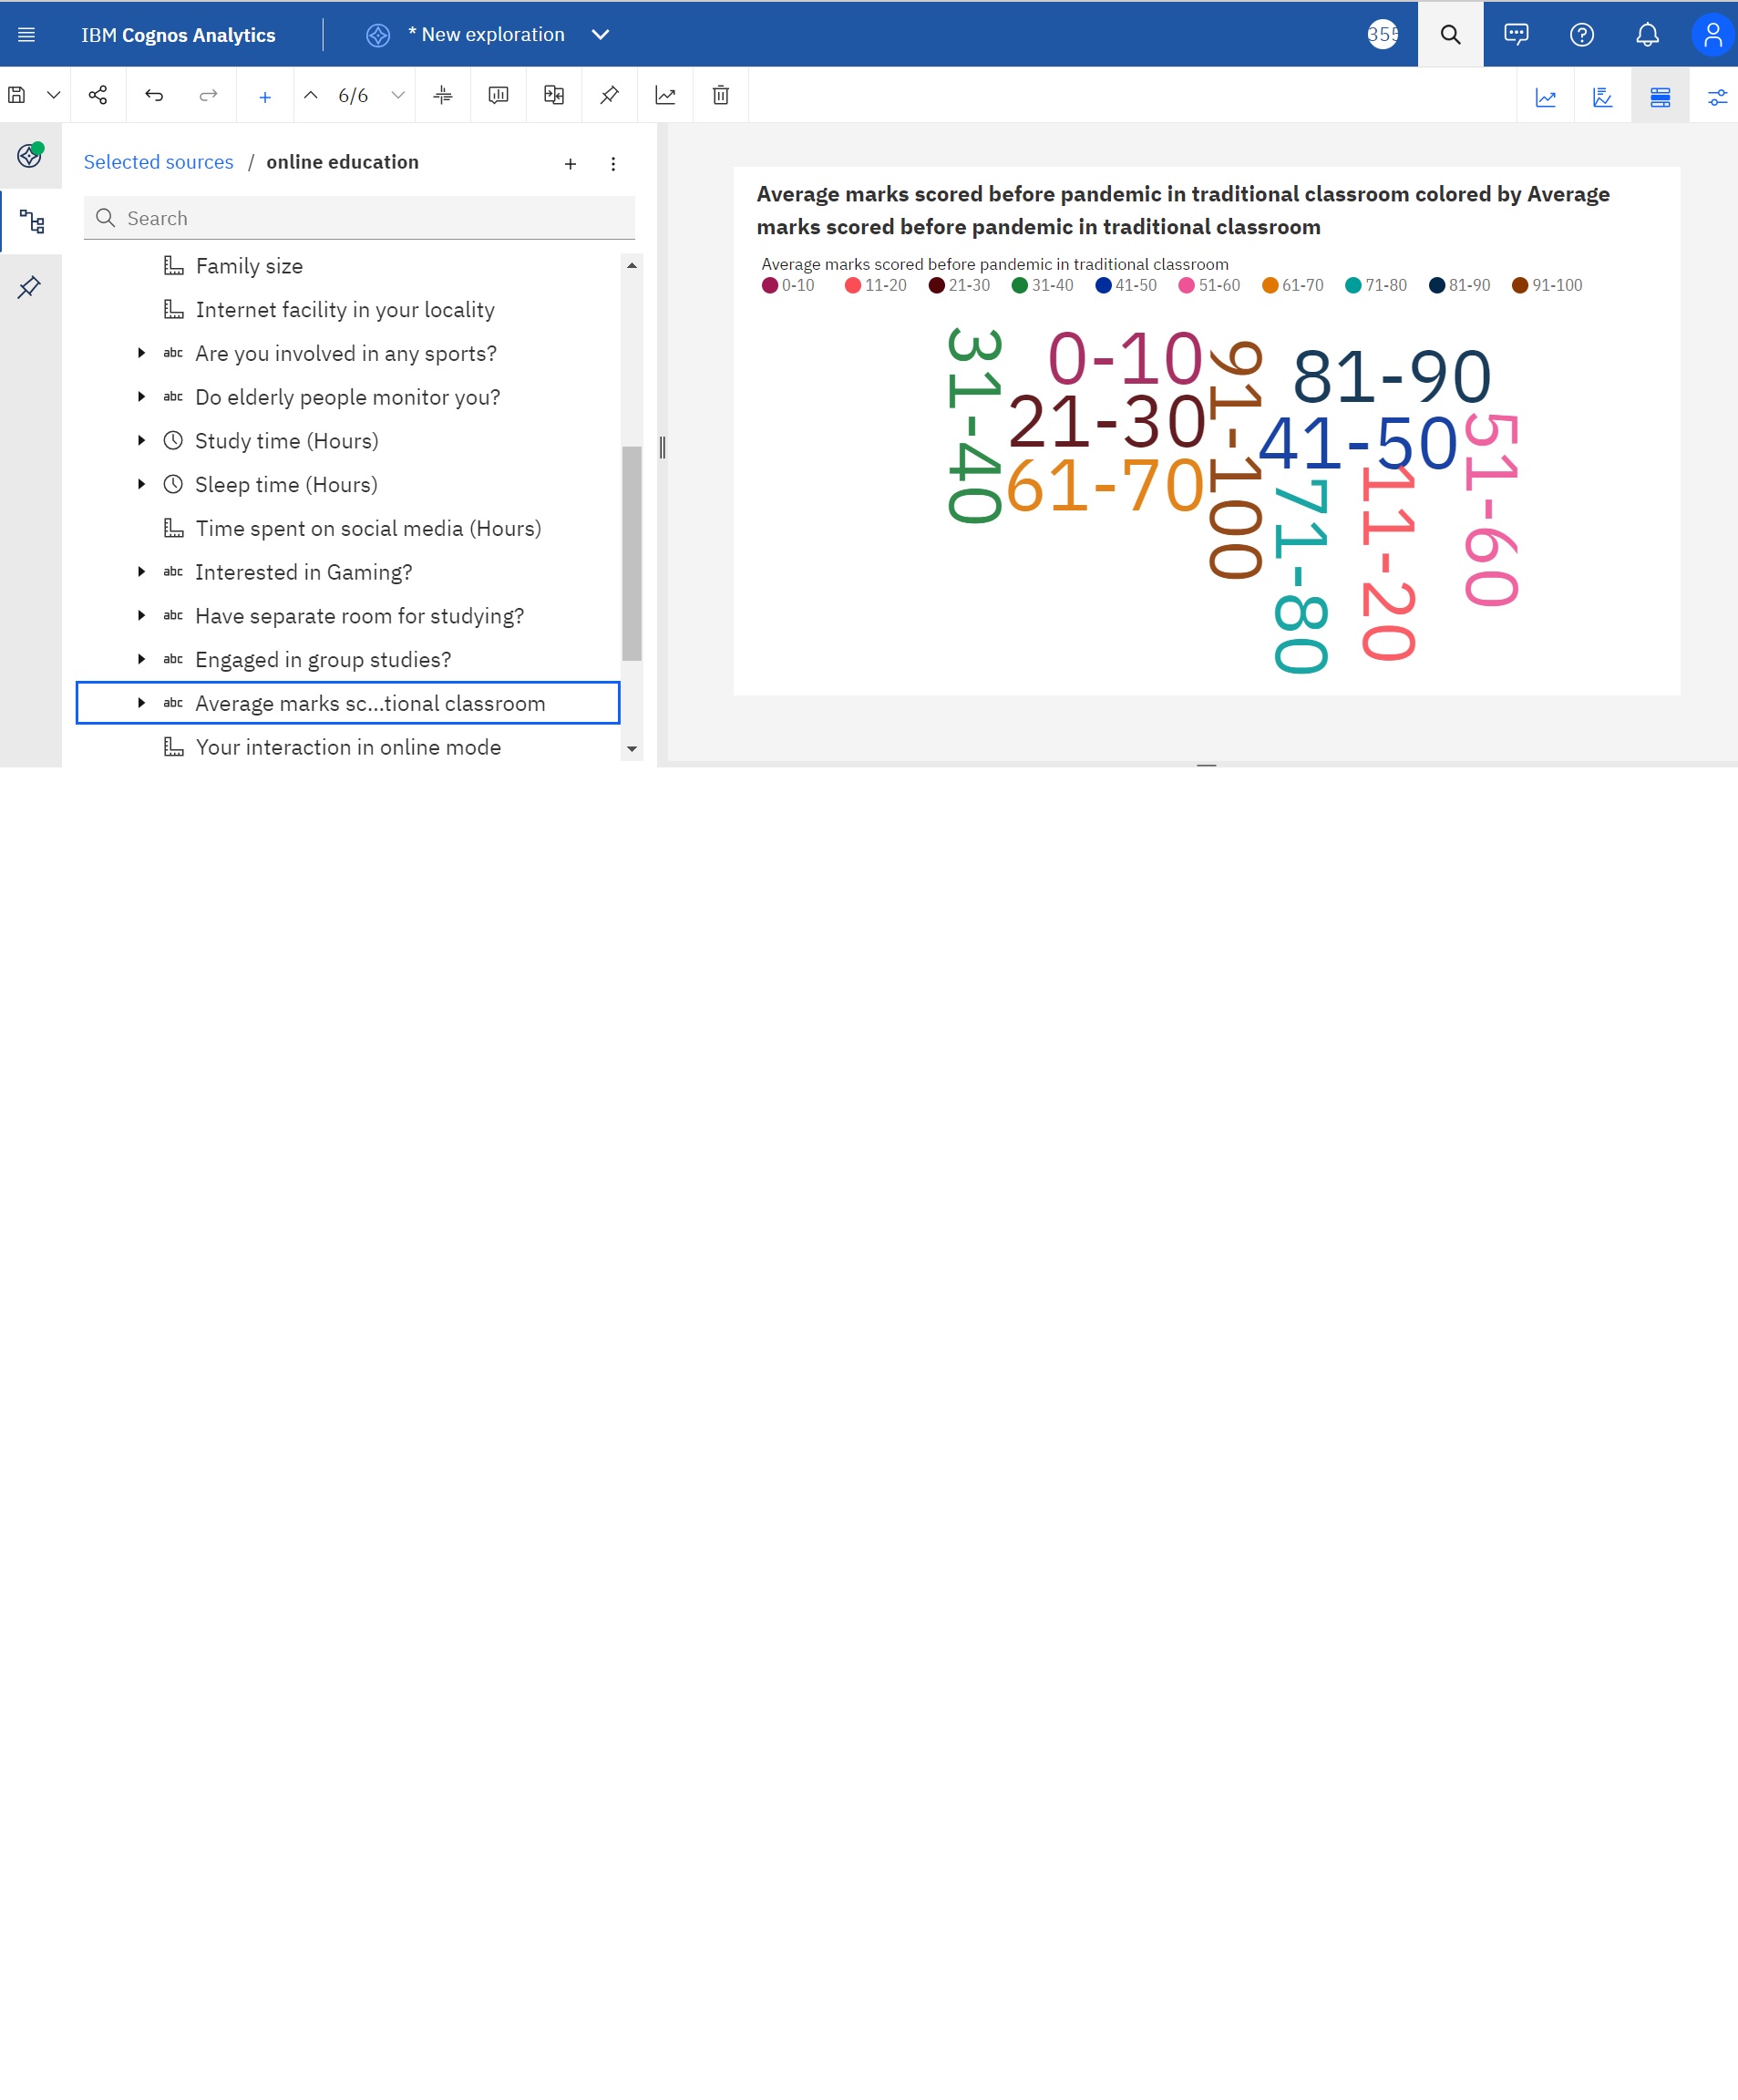 IBM Cognos Analytics
* New exploration
355
6/6
Selected sources / online education
Search
Family size
Internet facility in your locality
abc Are you involved in any sports?
abc Do elderly people monitor you?
Study time (Hours)
Sleep time (Hours)
Time spent on social media (Hours)
abc Interested in Gaming?
abc Have separate room for studying?
abc Engaged in group studies?
abc Average marks sc...tional classroom
Your interaction in online mode
Average marks scored before pandemic in traditional classroom colored by Average
marks scored before pandemic in traditional classroom
Average marks scored before pandemic in traditional classroom
0-10 11-20 21-30 31-40 41-50 51-60 61-70 71-80 81-90 91-100
31-40
0-10
21-30
61-70
91-100
81-90
41-50
71-80
11-20
51-60